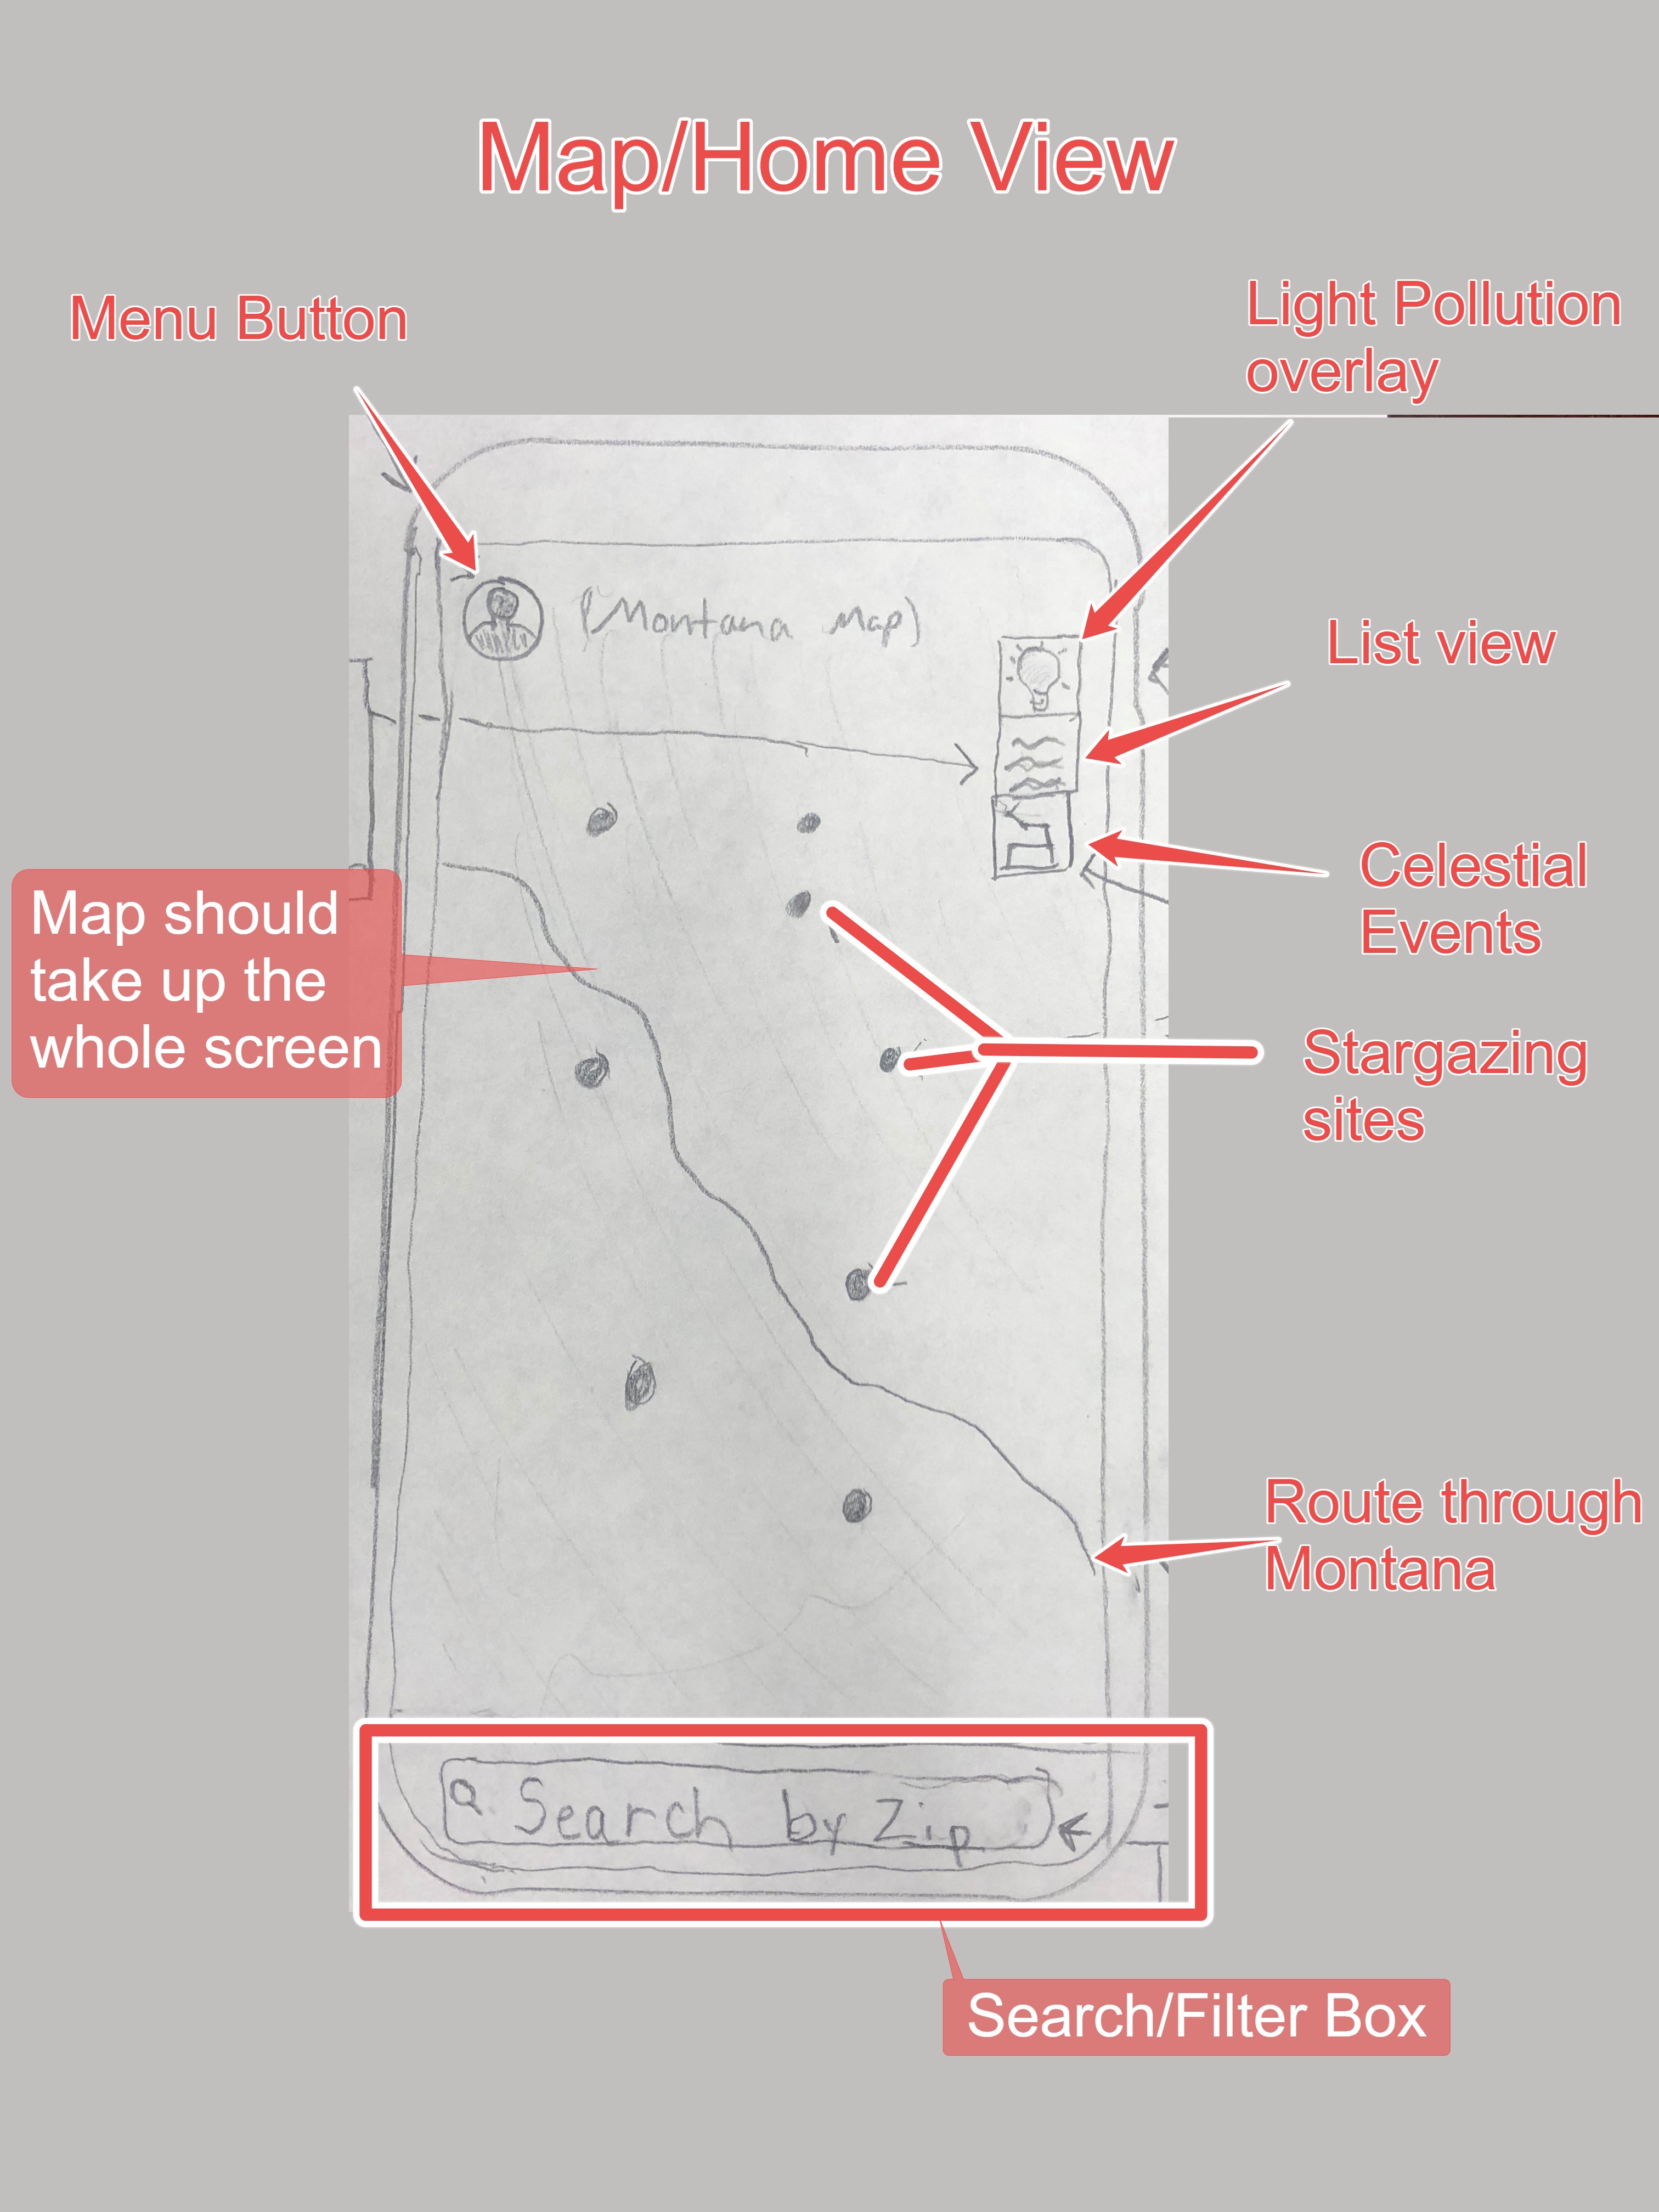 Map/Home View
Menu Button
Light Pollution
overlay
(Montana Map)
List view
Celestial
Events
Map should
take up the
whole screen
Stargazing
sites
Route through
Montana
Search by Zip
Search/Filter Box